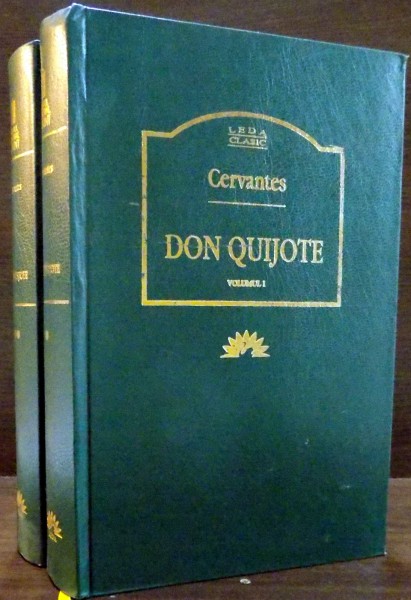 LEDA
CLASIC
Cervantes
DON QUIJOTE
VOLUMUL I